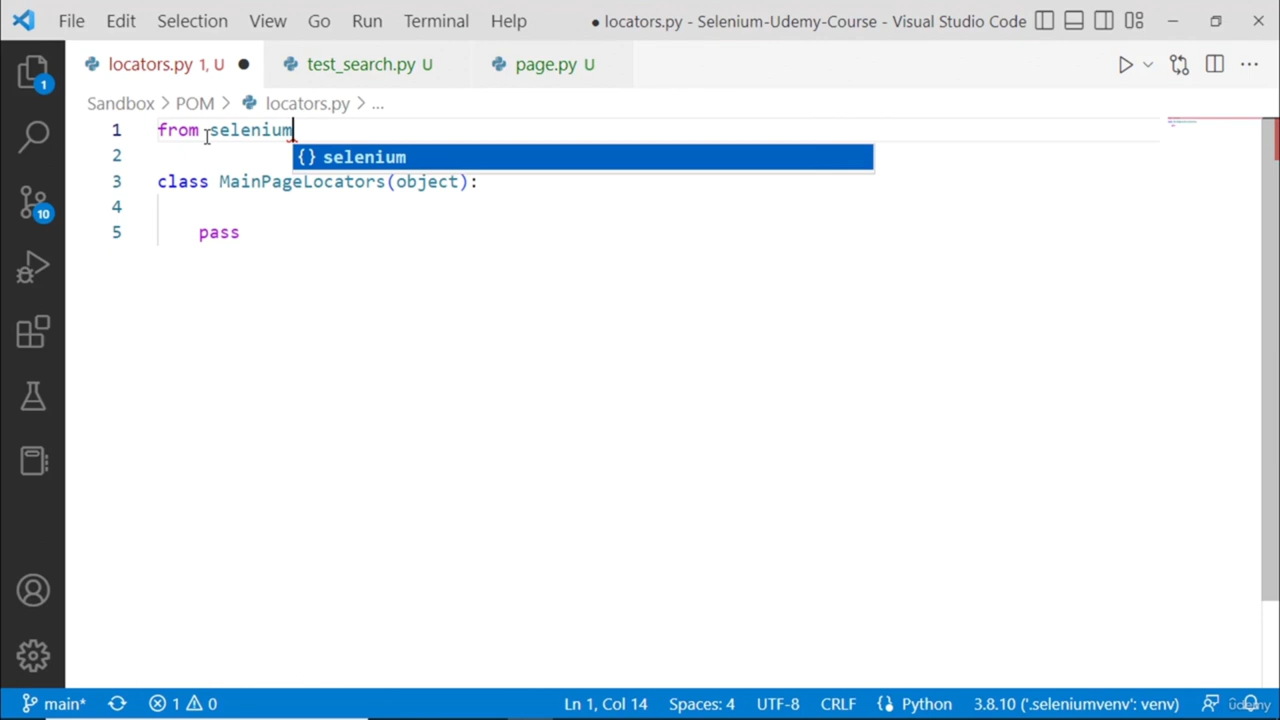 File Edit Selection View Go Run Terminal Help ● locators.py - Selenium-Udemy-Course - Visual Studio Code
locators.py 1, U ● test_search.py U page.py U
Sandbox > POM > locators.py > ...
1 from selenium
2 {} selenium
3 class MainPageLocators(object):
4
5 pass
1
10
main* 1 0 Ln 1, Col 14 Spaces: 4 UTF-8 CRLF Python 3.8.10 ('.seleniumvenv': venv) udemy